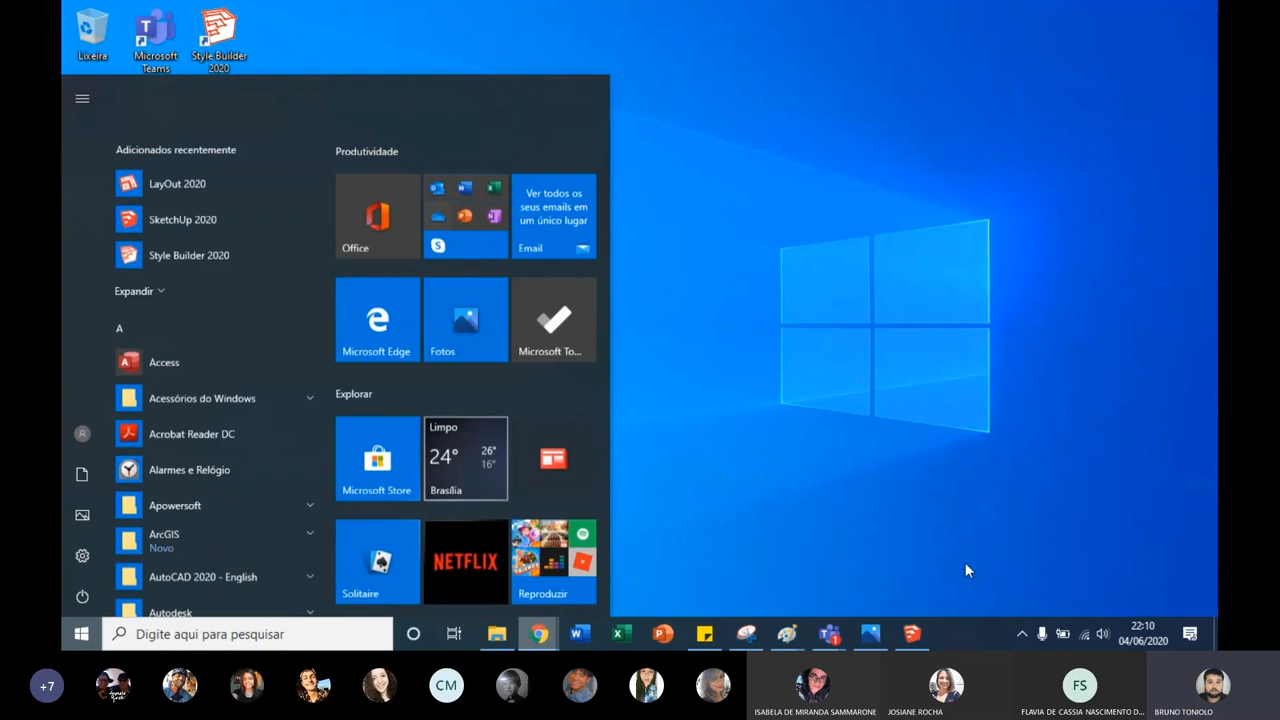 Lixeira
Microsoft
Teams
Style Builder
2020
Adicionados recentemente
LayOut 2020
SketchUp 2020
Style Builder 2020
Expandir
A
Access
Acessórios do Windows
Acrobat Reader DC
Alarmes e Relógio
Apowersoft
ArcGIS
Novo
AutoCAD 2020 - English
Autodesk
Produtividade
Office
Ver todos os
seus emails em
um único lugar
Email
Microsoft Edge
Fotos
Microsoft To...
Explorar
Microsoft Store
Limpo
24° 26°
16°
Brasília
Solitaire
NETFLIX
Reproduzir
Digite aqui para pesquisar
22:10
04/06/2020
+7
CM
ISABELA DE MIRANDA SAMMARONE
JOSIANE ROCHA
FS
FLAVIA DE CASSIA NASCIMENTO D...
BRUNO TONIOLO